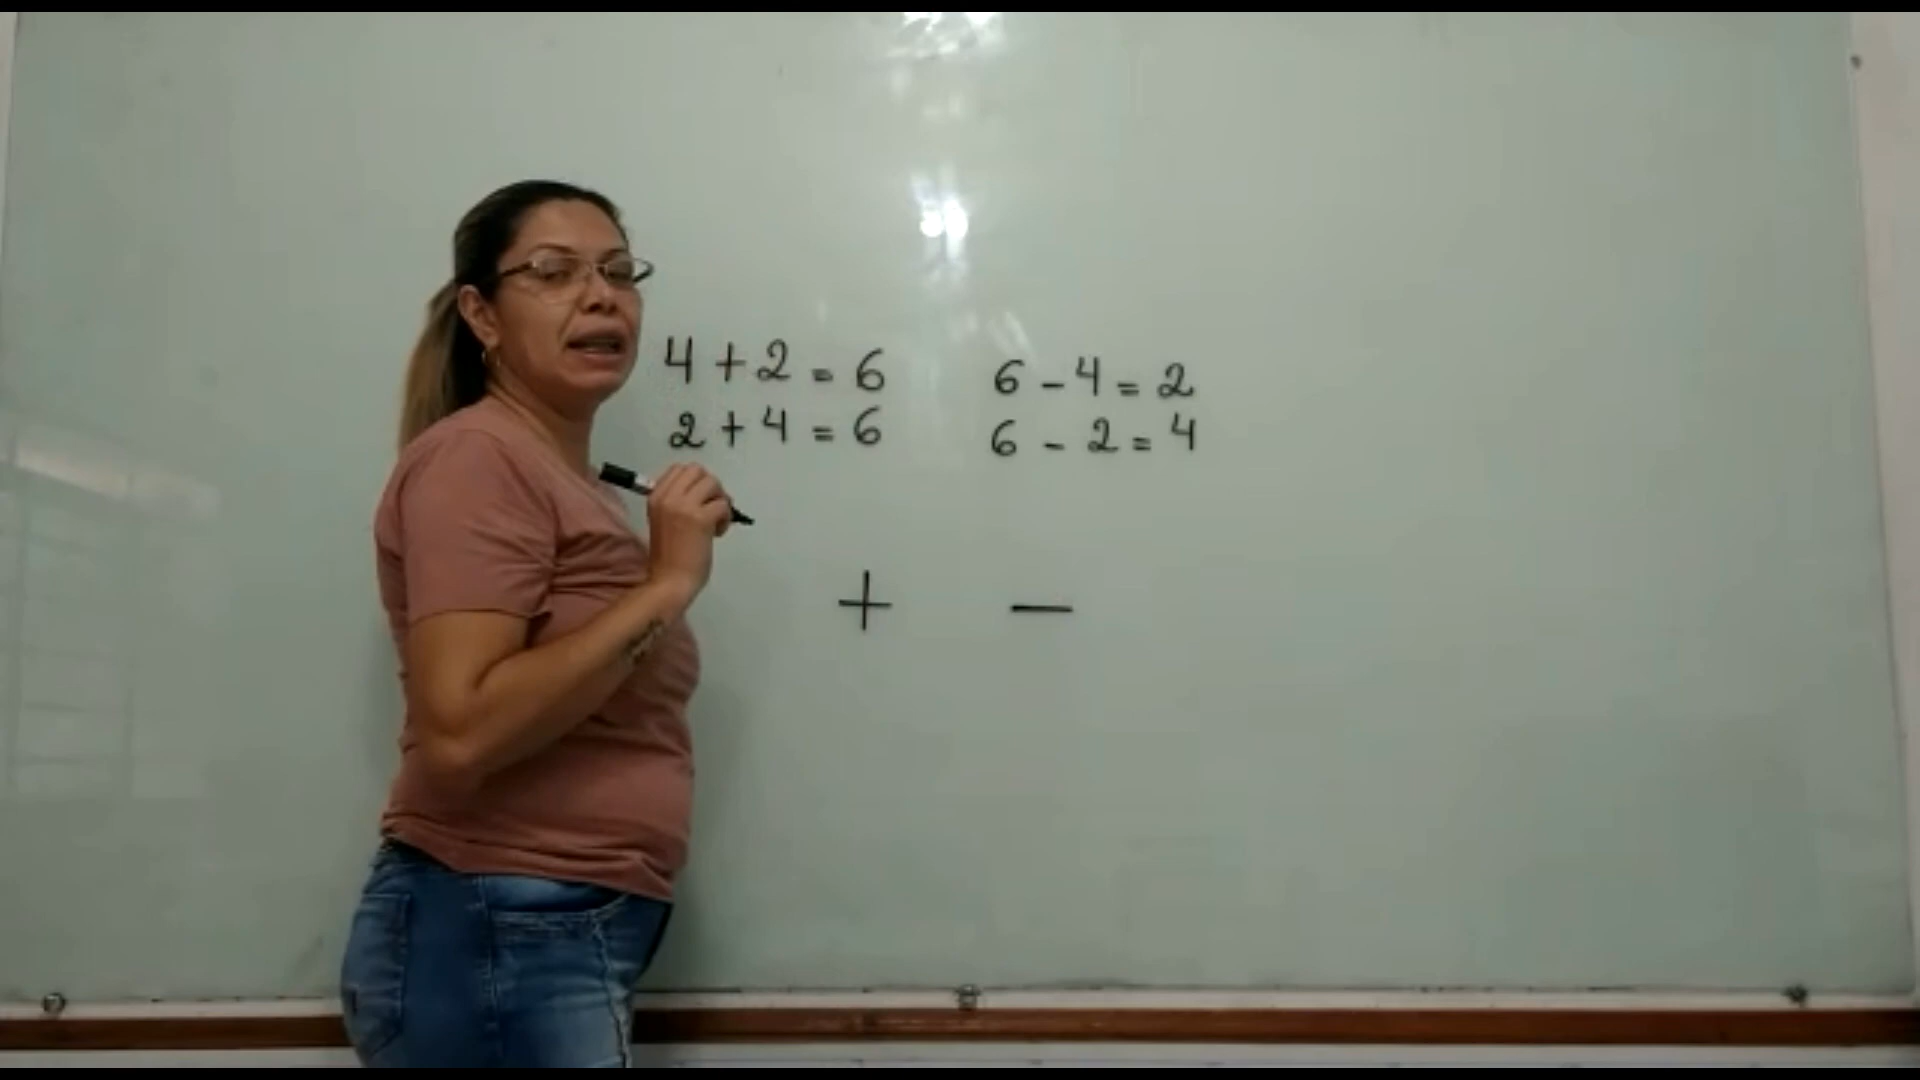 4 + 2 = 6
2 + 4 = 6
6 - 4 = 2
6 - 2 = 4
+ -